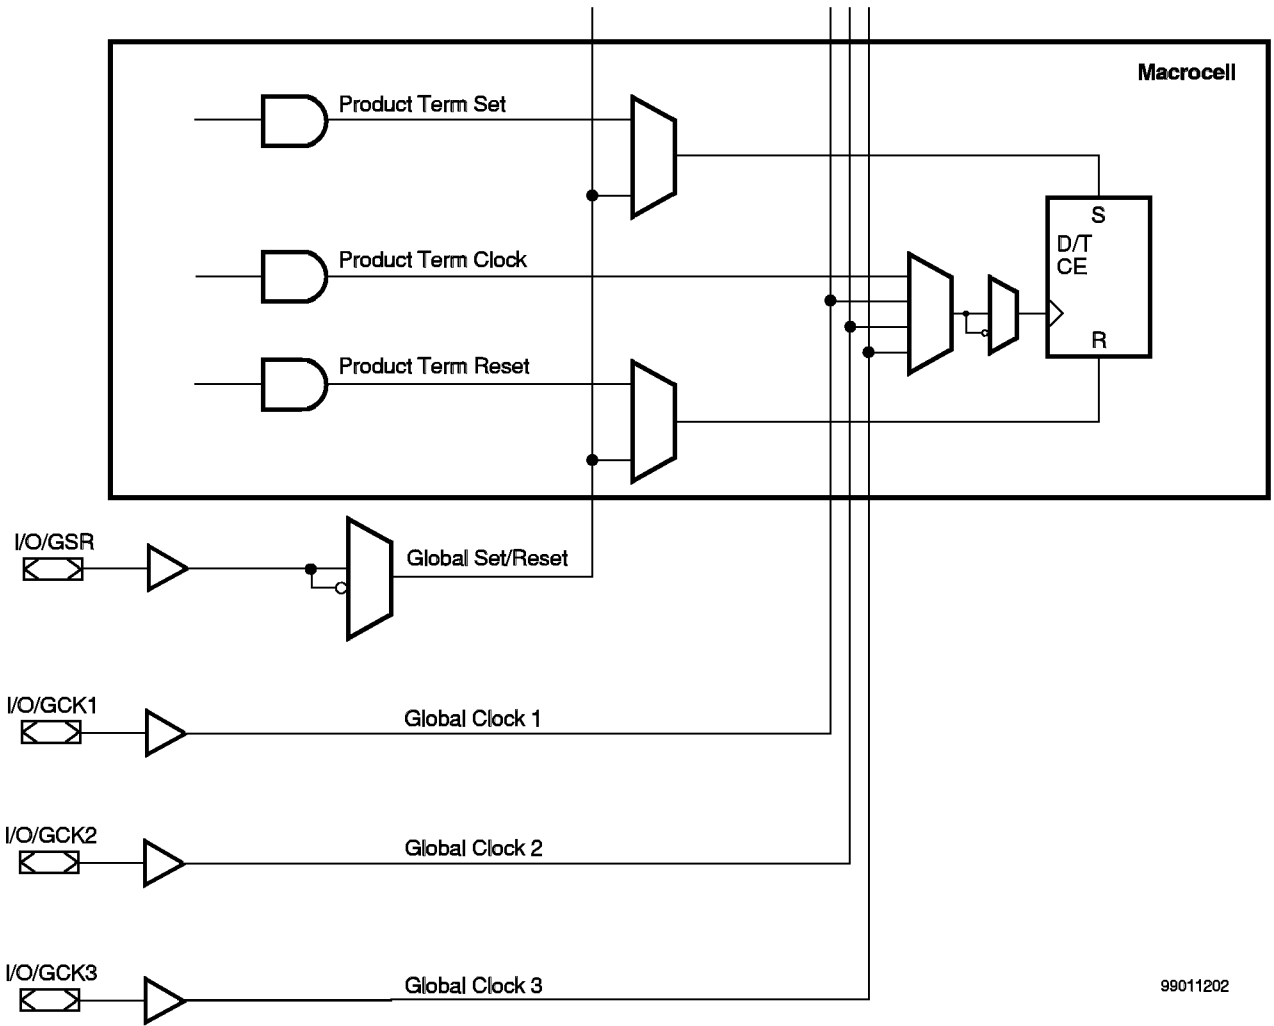 Macrocell
Product Term Set
S
D/T
CE
Product Term Clock
R
Product Term Reset
I/O/GSR
Global Set/Reset
I/O/GCK1
Global Clock 1
I/O/GCK2
Global Clock 2
I/O/GCK3
Global Clock 3
99011202